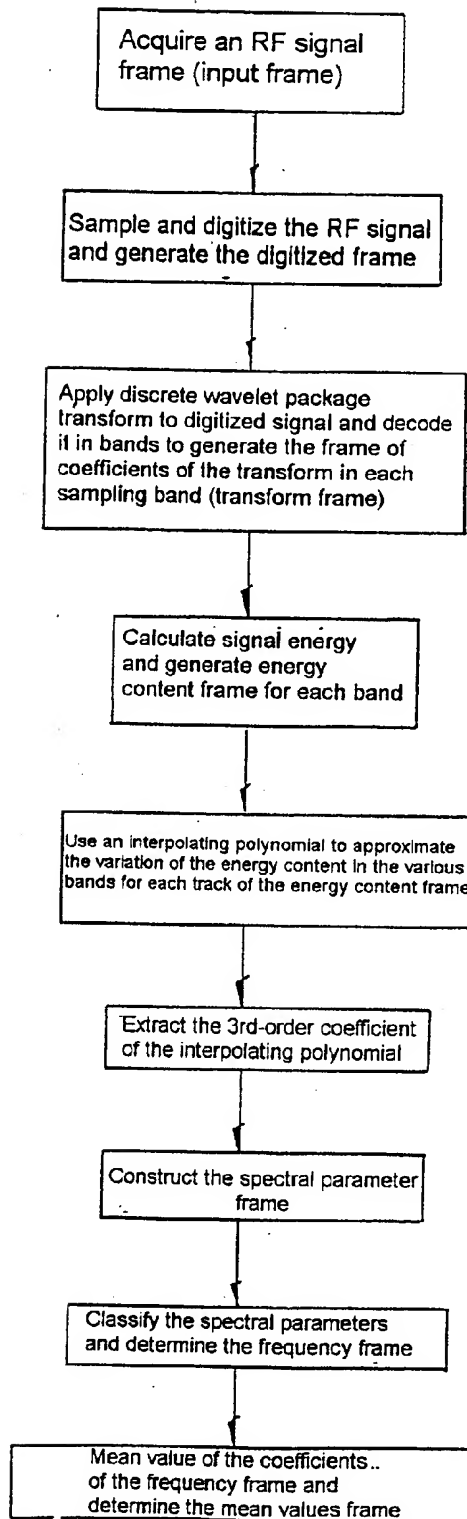 Acquire an RF signal
frame (input frame)
Sample and digitize the RF signal
and generate the digitized frame
Apply discrete wavelet package
transform to digitized signal and decode
it in bands to generate the frame of
coefficients of the transform in each
sampling band (transform frame)
Calculate signal energy
and generate energy
content frame for each band
Use an interpolating polynomial to approximate
the variation of the energy content in the various
bands for each track of the energy content frame
Extract the 3rd-order coefficient
of the interpolating polynomial
Construct the spectral parameter
frame
Classify the spectral parameters
and determine the frequency frame
Mean value of the coefficients..
of the frequency frame and
determine the mean values frame